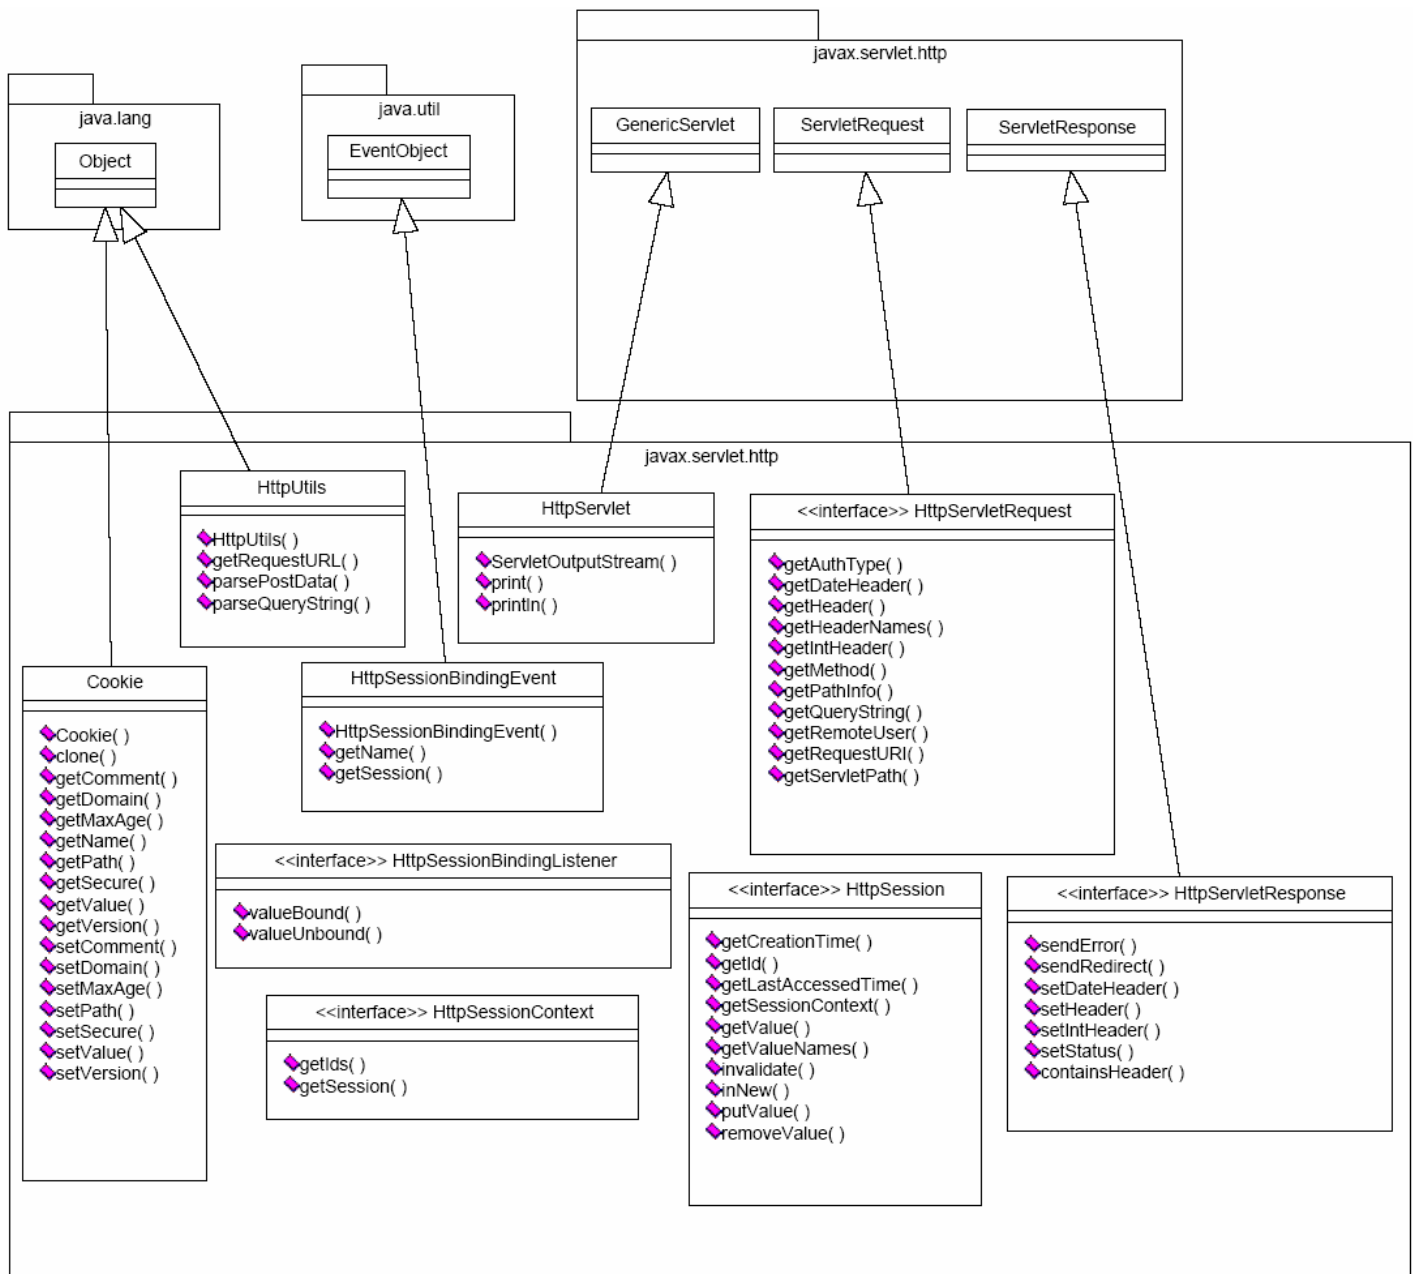 javax.servlet.http
java.lang
java.util
Object
EventObject
GenericServlet
ServletRequest
ServletResponse
javax.servlet.http
HttpUtils
HttpUtils( )
getRequestURL( )
parsePostData( )
parseQueryString( )
HttpServlet
ServletOutputStream( )
print( )
println( )
<<interface>> HttpServletRequest
getAuthType( )
getDateHeader( )
getHeader( )
getHeaderNames( )
getIntHeader( )
getMethod( )
getPathInfo( )
getQueryString( )
getRemoteUser( )
getRequestURI( )
getServletPath( )
Cookie
Cookie( )
clone( )
getComment( )
getDomain( )
getMaxAge( )
getName( )
getPath( )
getSecure( )
getValue( )
getVersion( )
setComment( )
setDomain( )
setMaxAge( )
setPath( )
setSecure( )
setValue( )
setVersion( )
HttpSessionBindingEvent
HttpSessionBindingEvent( )
getName( )
getSession( )
<<interface>> HttpSessionBindingListener
valueBound( )
valueUnbound( )
<<interface>> HttpSessionContext
getIds( )
getSession( )
<<interface>> HttpSession
getCreationTime( )
getId( )
getLastAccessedTime( )
getSessionContext( )
getValue( )
getValueNames( )
invalidate( )
inNew( )
putValue( )
removeValue( )
<<interface>> HttpServletResponse
sendError( )
sendRedirect( )
setDateHeader( )
setHeader( )
setIntHeader( )
setStatus( )
containsHeader( )